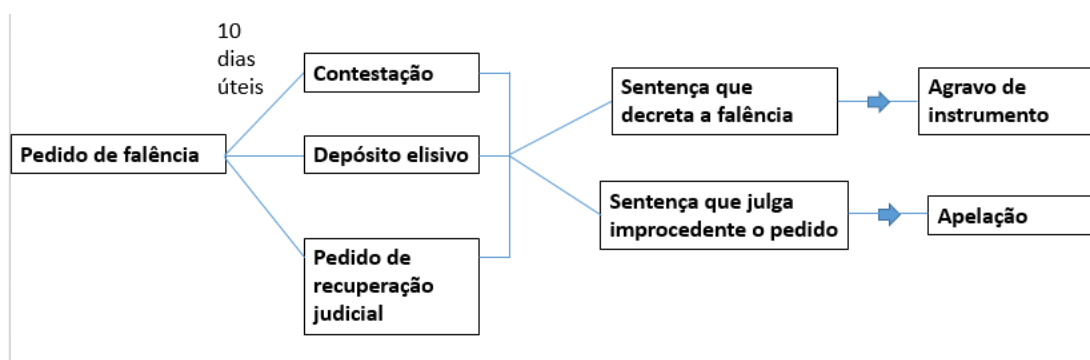 10
dias
úteis
Pedido de falência
Contestação
Depósito elisivo
Pedido de
recuperação
judicial
Sentença que
decreta a falência
Agravo de
instrumento
Sentença que julga
improcedente o pedido
Apelação